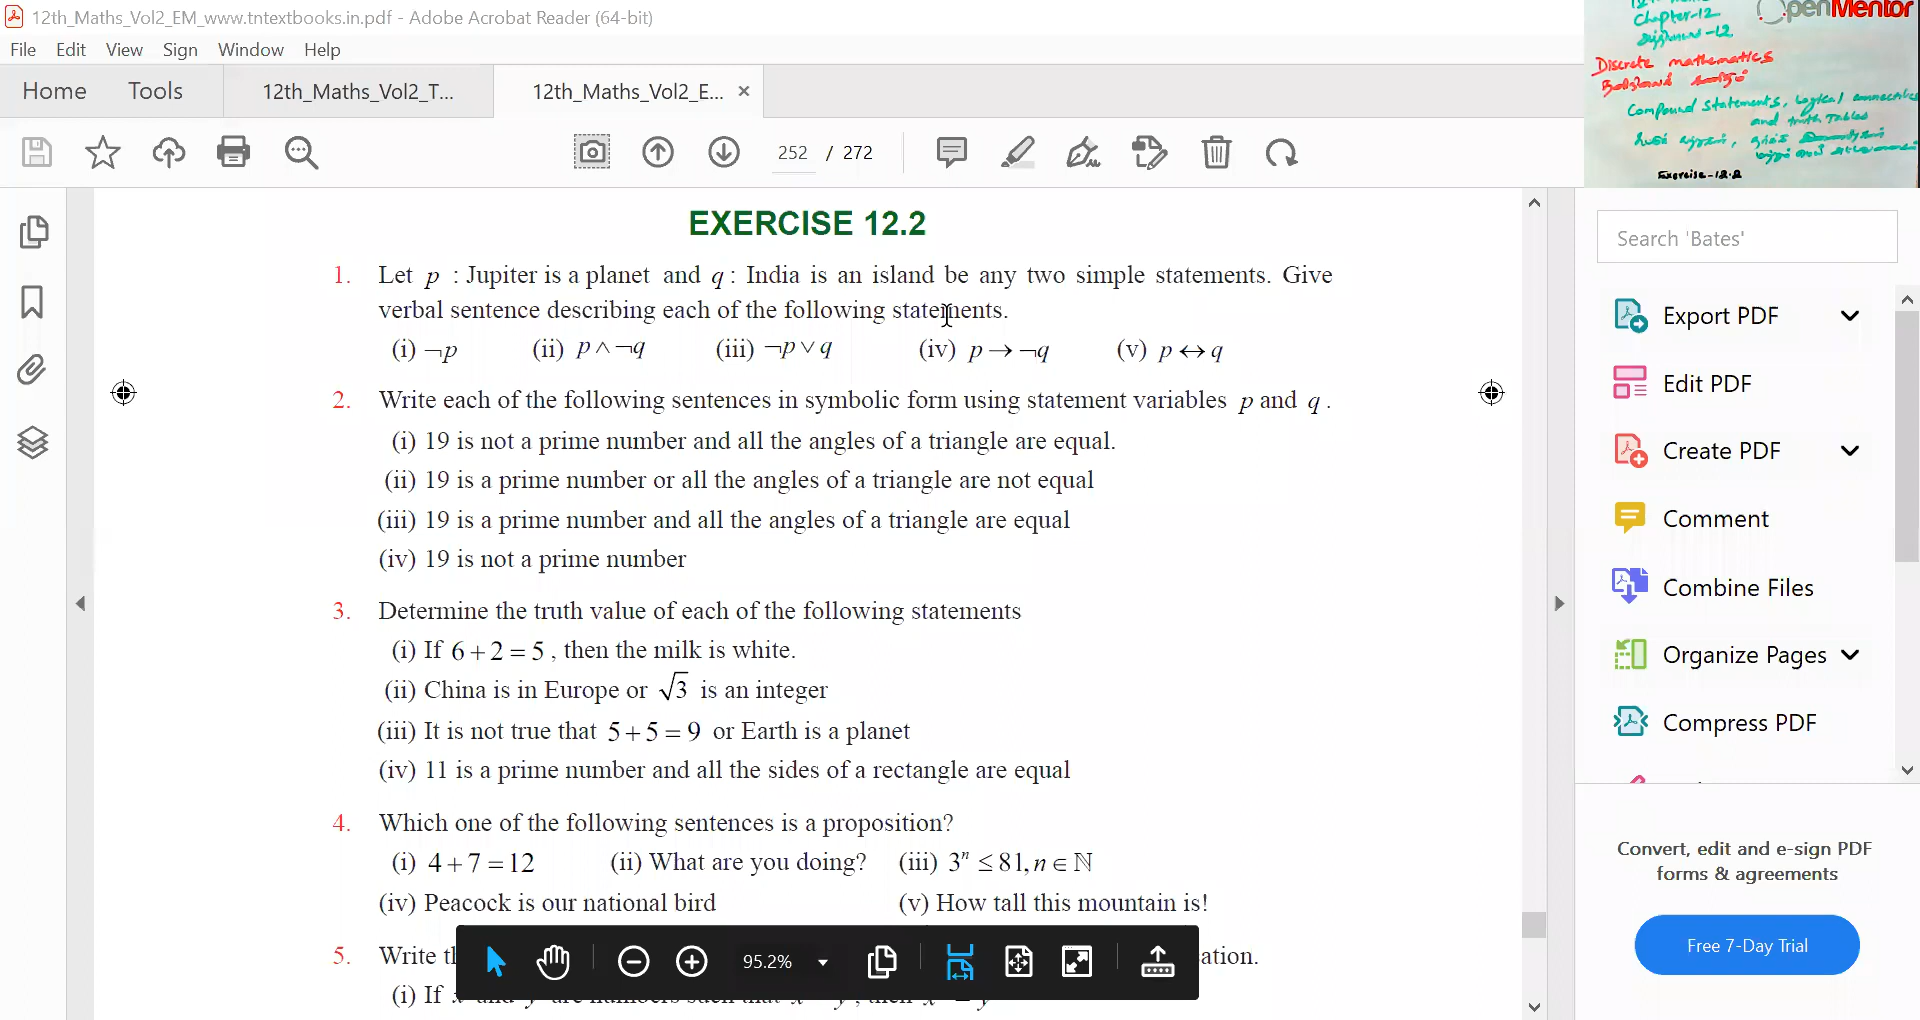 12th_Maths_Vol2_EM_www.tntextbooks.in.pdf - Adobe Acrobat Reader (64-bit)
File Edit View Sign Window Help
Home Tools 12th_Maths_Vol2_T... 12th_Maths_Vol2_E... ×
252 / 272
OpenMentor
Chapter-12
Discrete mathematics
Compound Statements, Logical connectives
and truth Tables
Exercise-12.2
EXERCISE 12.2
1. Let p : Jupiter is a planet and q : India is an island be any two simple statements. Give
verbal sentence describing each of the following statements.
(i) ¬p (ii) p ∧ ¬q (iii) ¬p ∨ q (iv) p → ¬q (v) p ↔ q
2. Write each of the following sentences in symbolic form using statement variables p and q .
(i) 19 is not a prime number and all the angles of a triangle are equal.
(ii) 19 is a prime number or all the angles of a triangle are not equal
(iii) 19 is a prime number and all the angles of a triangle are equal
(iv) 19 is not a prime number
3. Determine the truth value of each of the following statements
(i) If 6 + 2 = 5 , then the milk is white.
(ii) China is in Europe or √3 is an integer
(iii) It is not true that 5 + 5 = 9 or Earth is a planet
(iv) 11 is a prime number and all the sides of a rectangle are equal
4. Which one of the following sentences is a proposition?
(i) 4 + 7 = 12 (ii) What are you doing? (iii) 3ⁿ ≤ 81, n ∈ ℕ
(iv) Peacock is our national bird (v) How tall this mountain is!
5. Write ation.
(i) If
95.2%
Search 'Bates'
Export PDF
Edit PDF
Create PDF
Comment
Combine Files
Organize Pages
Compress PDF
Convert, edit and e-sign PDF
forms & agreements
Free 7-Day Trial